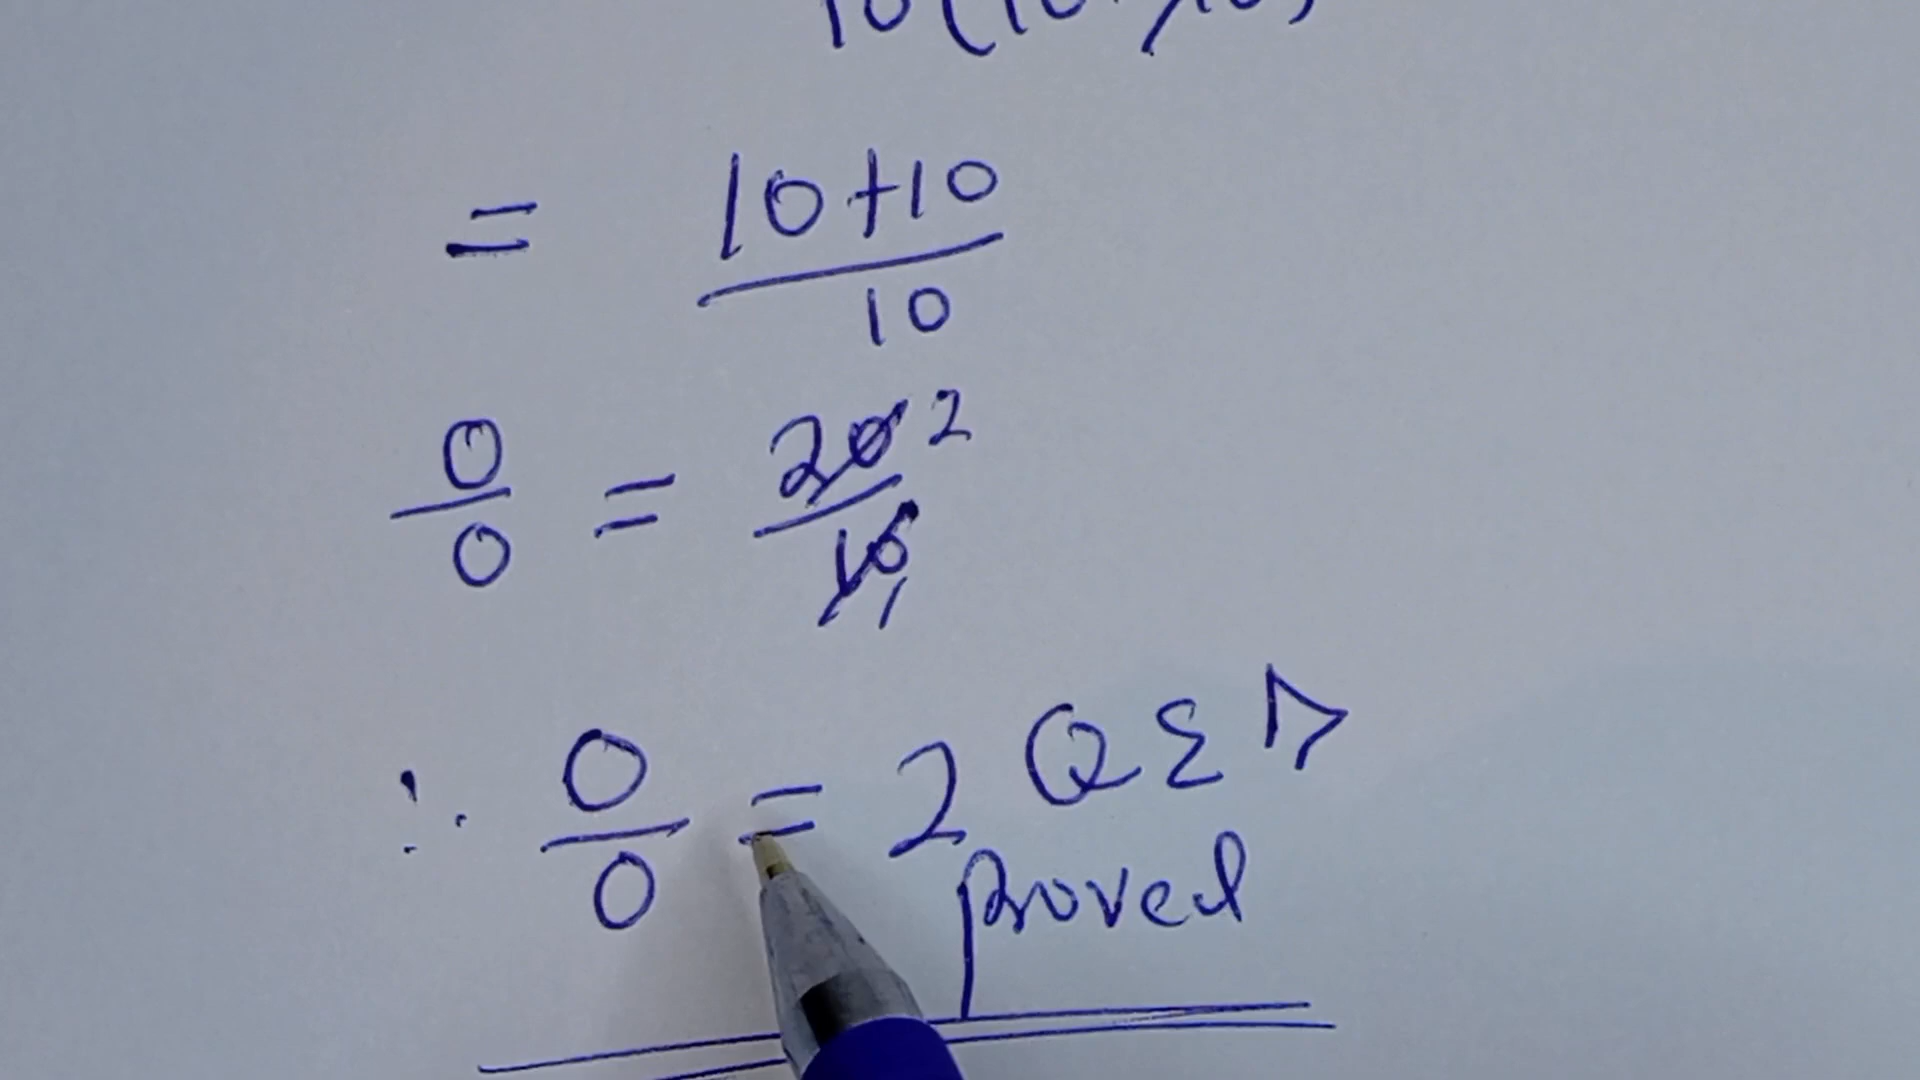 = 10+10
10
0/0 = 20 2
10 1
∴ 0/0 = 2 QED
proved